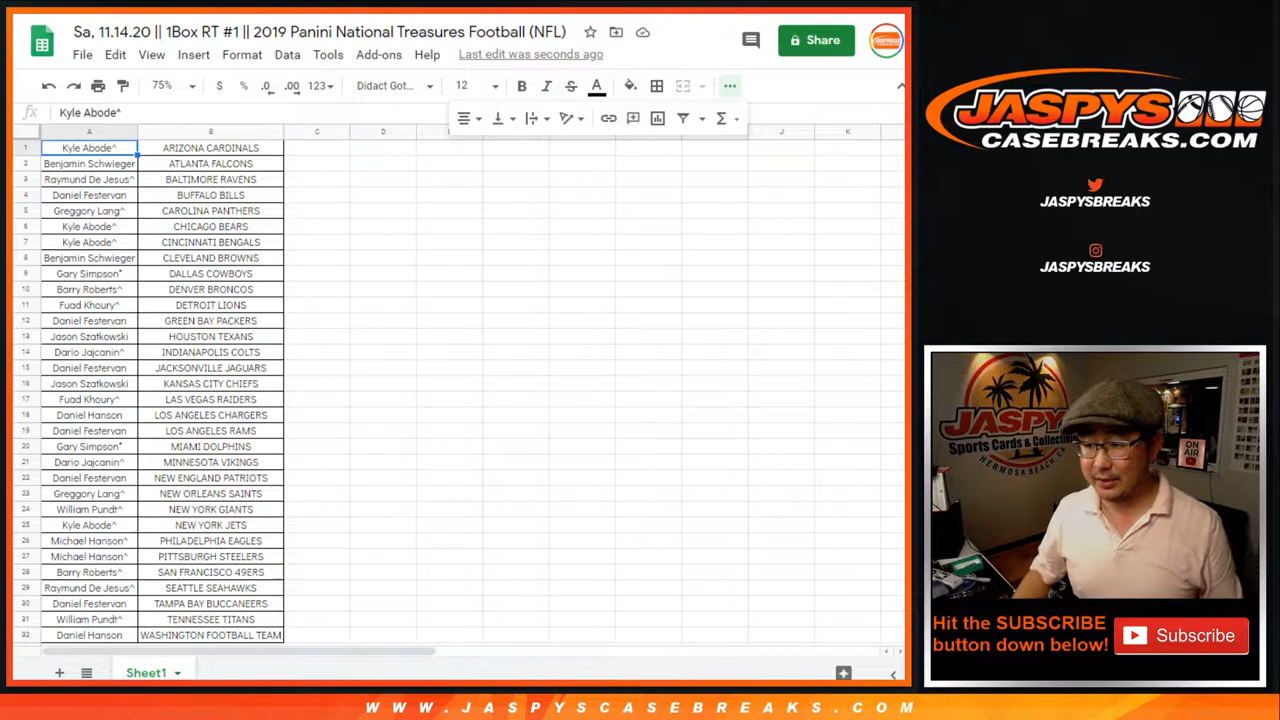 Sa, 11.14.20 || 1Box RT #1 || 2019 Panini National Treasures Football (NFL)
File Edit View Insert Format Data Tools Add-ons Help Last edit was seconds ago
Share
75% $ % .0 .00 123 Didact Got... 12 B I S A
fx Kyle Abode^
A B C D J K
1 Kyle Abode^ ARIZONA CARDINALS
2 Benjamin Schwieger ATLANTA FALCONS
3 Raymund De Jesus^ BALTIMORE RAVENS
4 Daniel Festervan BUFFALO BILLS
5 Greggory Lang^ CAROLINA PANTHERS
6 Kyle Abode^ CHICAGO BEARS
7 Kyle Abode^ CINCINNATI BENGALS
8 Benjamin Schwieger CLEVELAND BROWNS
9 Gary Simpson* DALLAS COWBOYS
10 Barry Roberts^ DENVER BRONCOS
11 Fuad Khoury^ DETROIT LIONS
12 Daniel Festervan GREEN BAY PACKERS
13 Jason Szatkowski HOUSTON TEXANS
14 Dario Jajcanin^ INDIANAPOLIS COLTS
15 Daniel Festervan JACKSONVILLE JAGUARS
16 Jason Szatkowski KANSAS CITY CHIEFS
17 Fuad Khoury^ LAS VEGAS RAIDERS
18 Daniel Hanson LOS ANGELES CHARGERS
19 Daniel Festervan LOS ANGELES RAMS
20 Gary Simpson* MIAMI DOLPHINS
21 Dario Jajcanin^ MINNESOTA VIKINGS
22 Daniel Festervan NEW ENGLAND PATRIOTS
23 Greggory Lang^ NEW ORLEANS SAINTS
24 William Pundt^ NEW YORK GIANTS
25 Kyle Abode^ NEW YORK JETS
26 Michael Hanson^ PHILADELPHIA EAGLES
27 Michael Hanson^ PITTSBURGH STEELERS
28 Barry Roberts^ SAN FRANCISCO 49ERS
29 Raymund De Jesus^ SEATTLE SEAHAWKS
30 Daniel Festervan TAMPA BAY BUCCANEERS
31 William Pundt^ TENNESSEE TITANS
32 Daniel Hanson WASHINGTON FOOTBALL TEAM
Sheet1
JASPYS
CASEBREAKS.COM
JASPYSBREAKS
JASPYSBREAKS
JASPYS
Sports Cards & Collectibles
HERMOSA BEACH, CA
ON
AIR
Hit the SUBSCRIBE
button down below!
Subscribe
WWW.JASPYSCASEBREAKS.COM